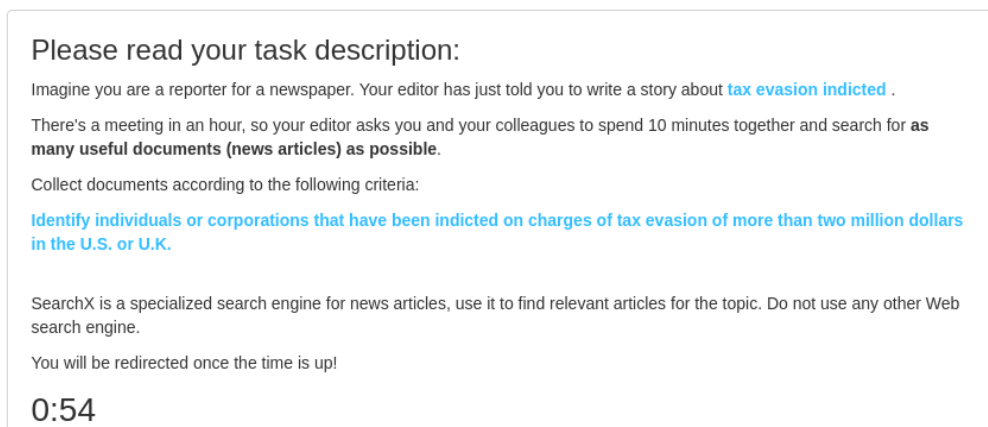 Please read your task description:
Imagine you are a reporter for a newspaper. Your editor has just told you to write a story about tax evasion indicted .
There's a meeting in an hour, so your editor asks you and your colleagues to spend 10 minutes together and search for as
many useful documents (news articles) as possible.
Collect documents according to the following criteria:
Identify individuals or corporations that have been indicted on charges of tax evasion of more than two million dollars
in the U.S. or U.K.
SearchX is a specialized search engine for news articles, use it to find relevant articles for the topic. Do not use any other Web
search engine.
You will be redirected once the time is up!
0:54